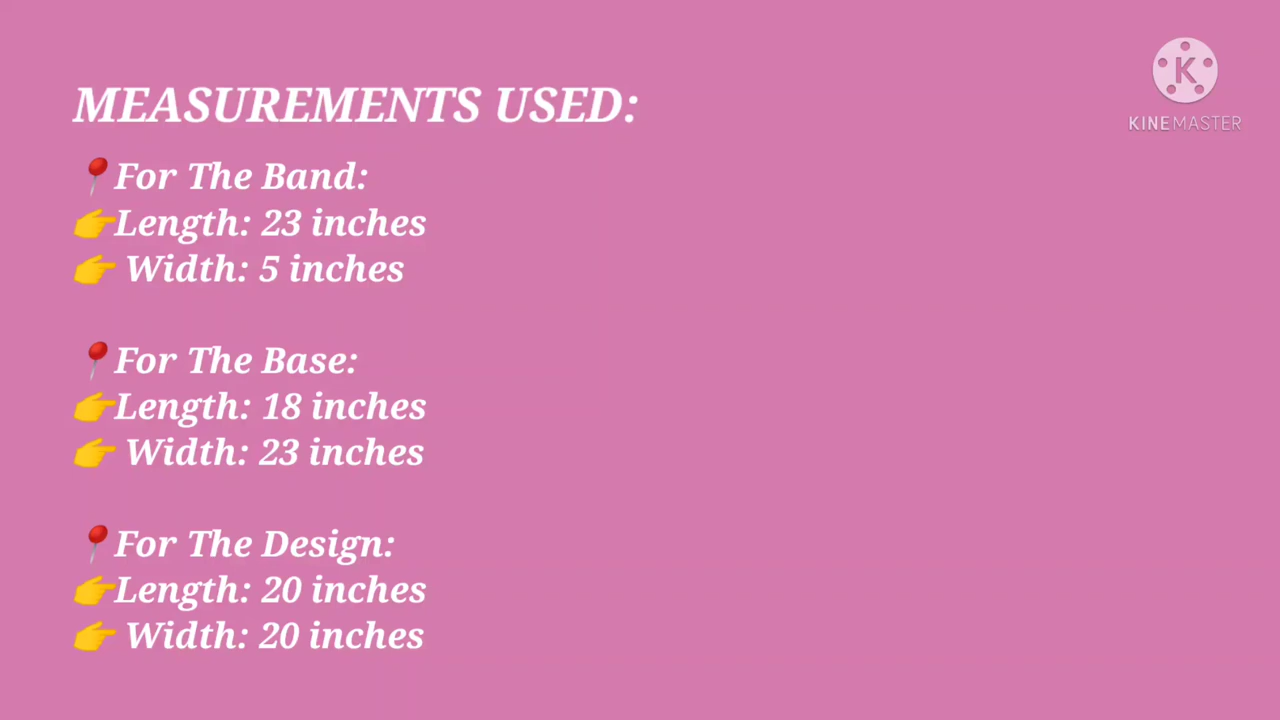 MEASUREMENTS USED:
K
KINEMASTER
📍For The Band:
👉Length: 23 inches
👉 Width: 5 inches
📍For The Base:
👉Length: 18 inches
👉 Width: 23 inches
📍For The Design:
👉Length: 20 inches
👉 Width: 20 inches